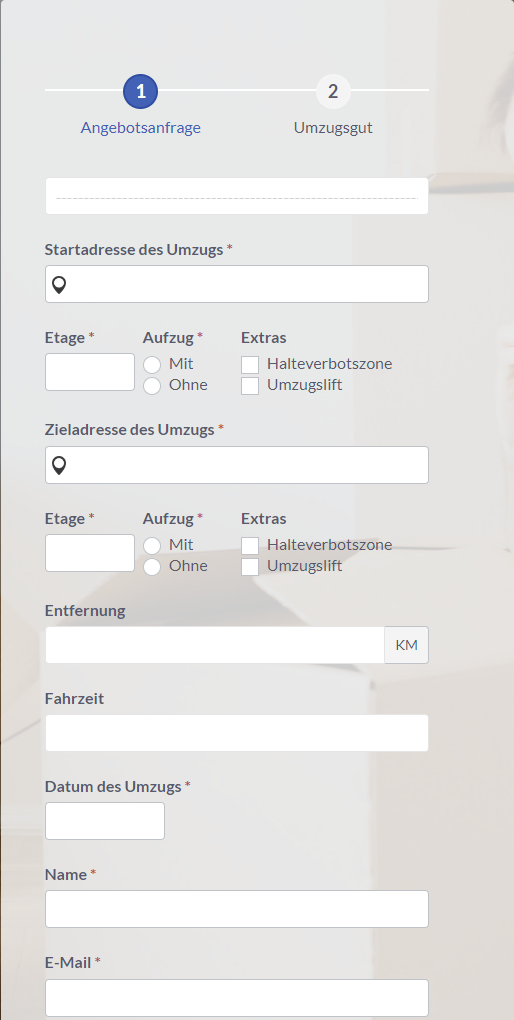 1 2
Angebotsanfrage Umzugsgut
Startadresse des Umzugs *
Etage * Aufzug * Extras
Mit Halteverbotszone
Ohne Umzugslift
Zieladresse des Umzugs *
Etage * Aufzug * Extras
Mit Halteverbotszone
Ohne Umzugslift
Entfernung
KM
Fahrzeit
Datum des Umzugs *
Name *
E-Mail *